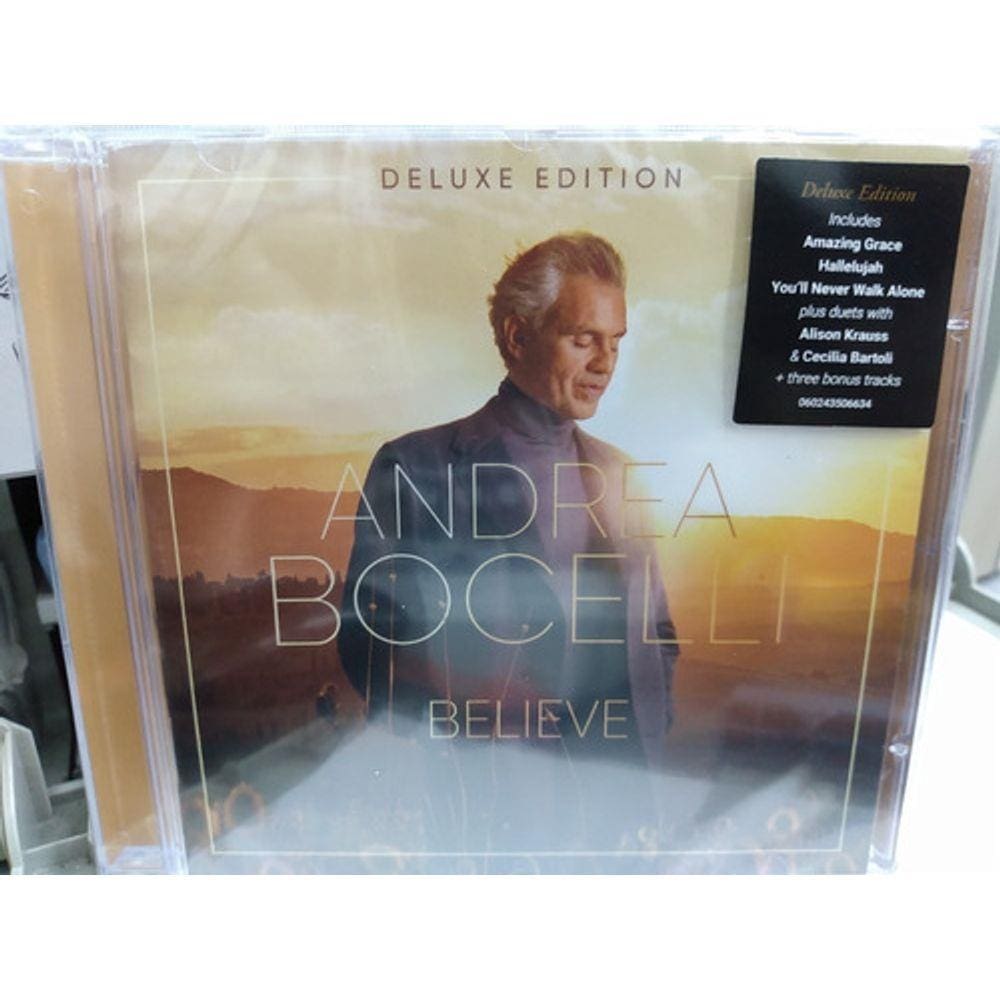 DELUXE EDITION
Deluxe Edition
Includes
Amazing Grace
Hallelujah
You'll Never Walk Alone
plus duets with
Alison Krauss
& Cecilia Bartoli
+ three bonus tracks
060243506634
ANDREA
BOCELLI
BELIEVE